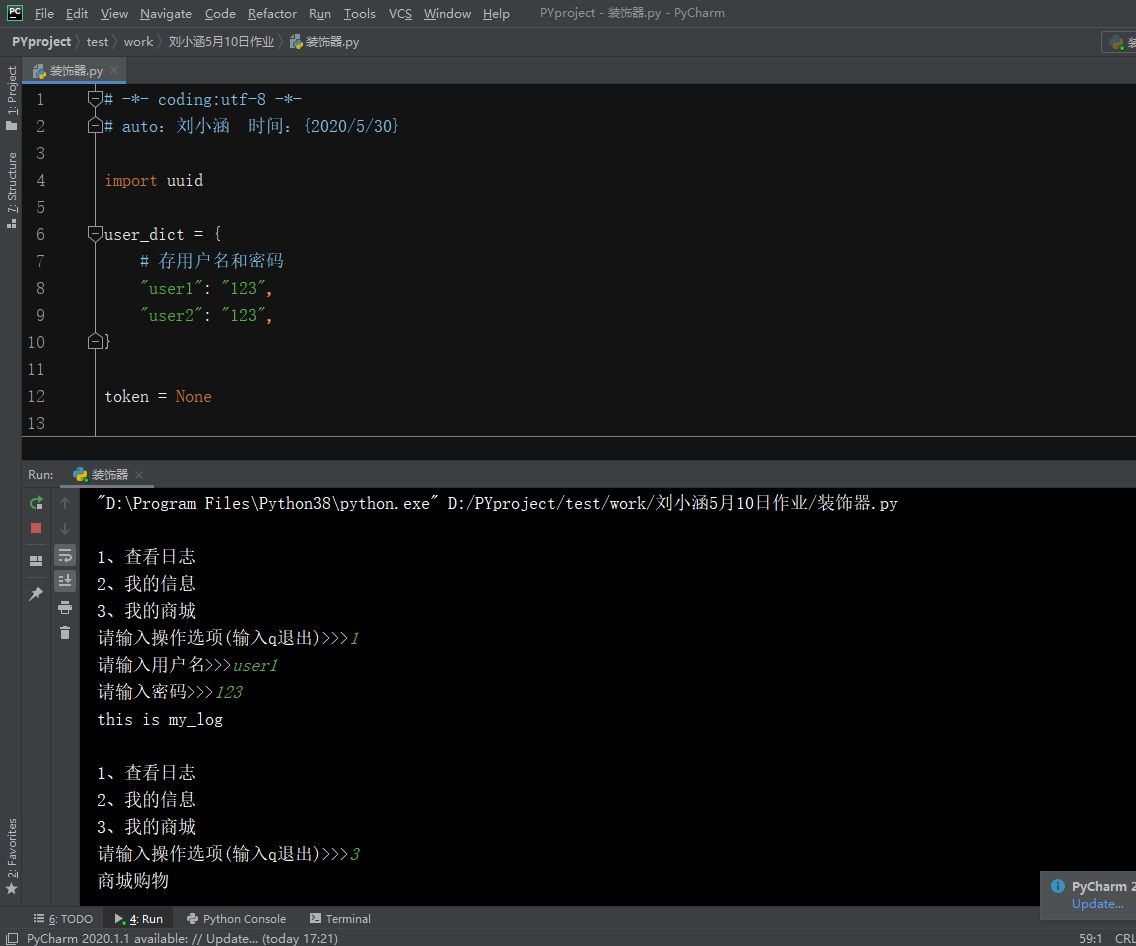 PC File Edit View Navigate Code Refactor Run Tools VCS Window Help PYproject - 装饰器.py - PyCharm
PYproject test work 刘小涵5月10日作业 装饰器.py
装饰器.py
1: Project
7: Structure
1 # -*- coding:utf-8 -*-
2 # auto：刘小涵 时间：{2020/5/30}
3
4 import uuid
5
6 user_dict = {
7 # 存用户名和密码
8 "user1": "123",
9 "user2": "123",
10 }
11
12 token = None
13
Run: 装饰器
"D:\Program Files\Python38\python.exe" D:/PYproject/test/work/刘小涵5月10日作业/装饰器.py
1、查看日志
2、我的信息
3、我的商城
请输入操作选项(输入q退出)>>>1
请输入用户名>>>user1
请输入密码>>>123
this is my_log
1、查看日志
2、我的信息
3、我的商城
请输入操作选项(输入q退出)>>>3
商城购物
2: Favorites
PyCharm 2
Update...
6: TODO 4: Run Python Console Terminal
PyCharm 2020.1.1 available: // Update... (today 17:21) 59:1 CRL